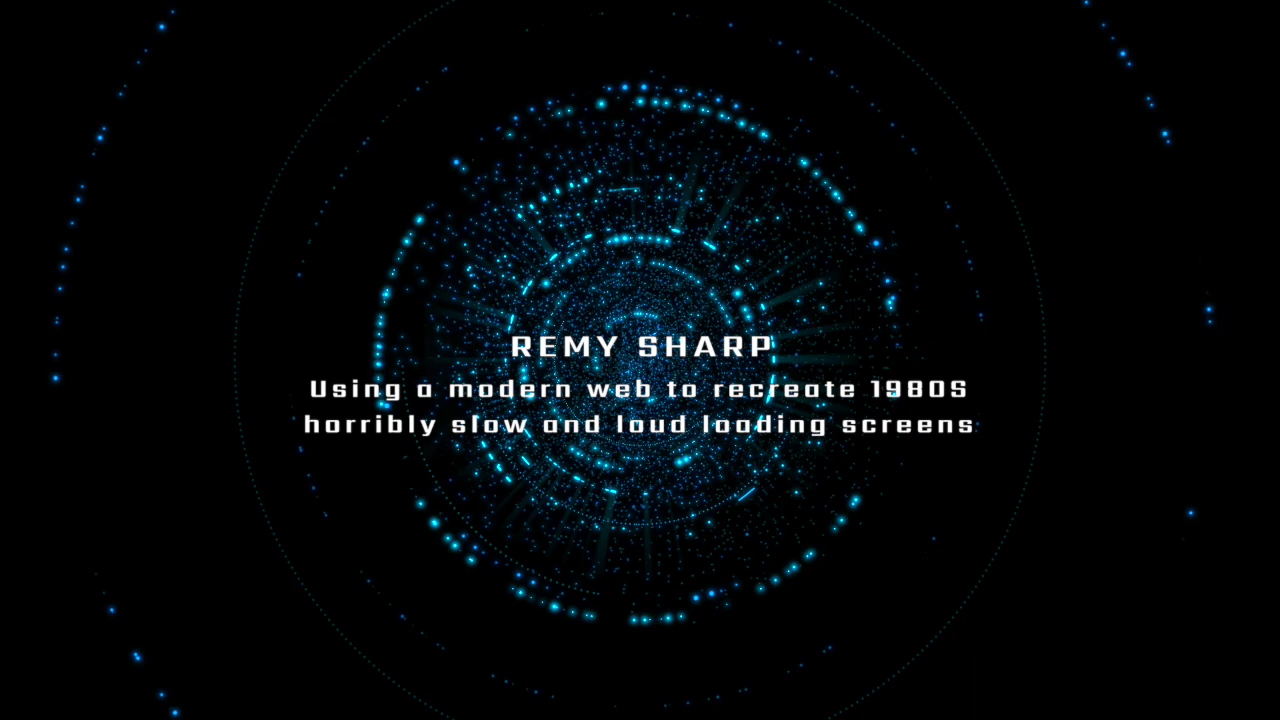 REMY SHARP
Using a modern web to recreate 1980S
horribly slow and loud loading screens